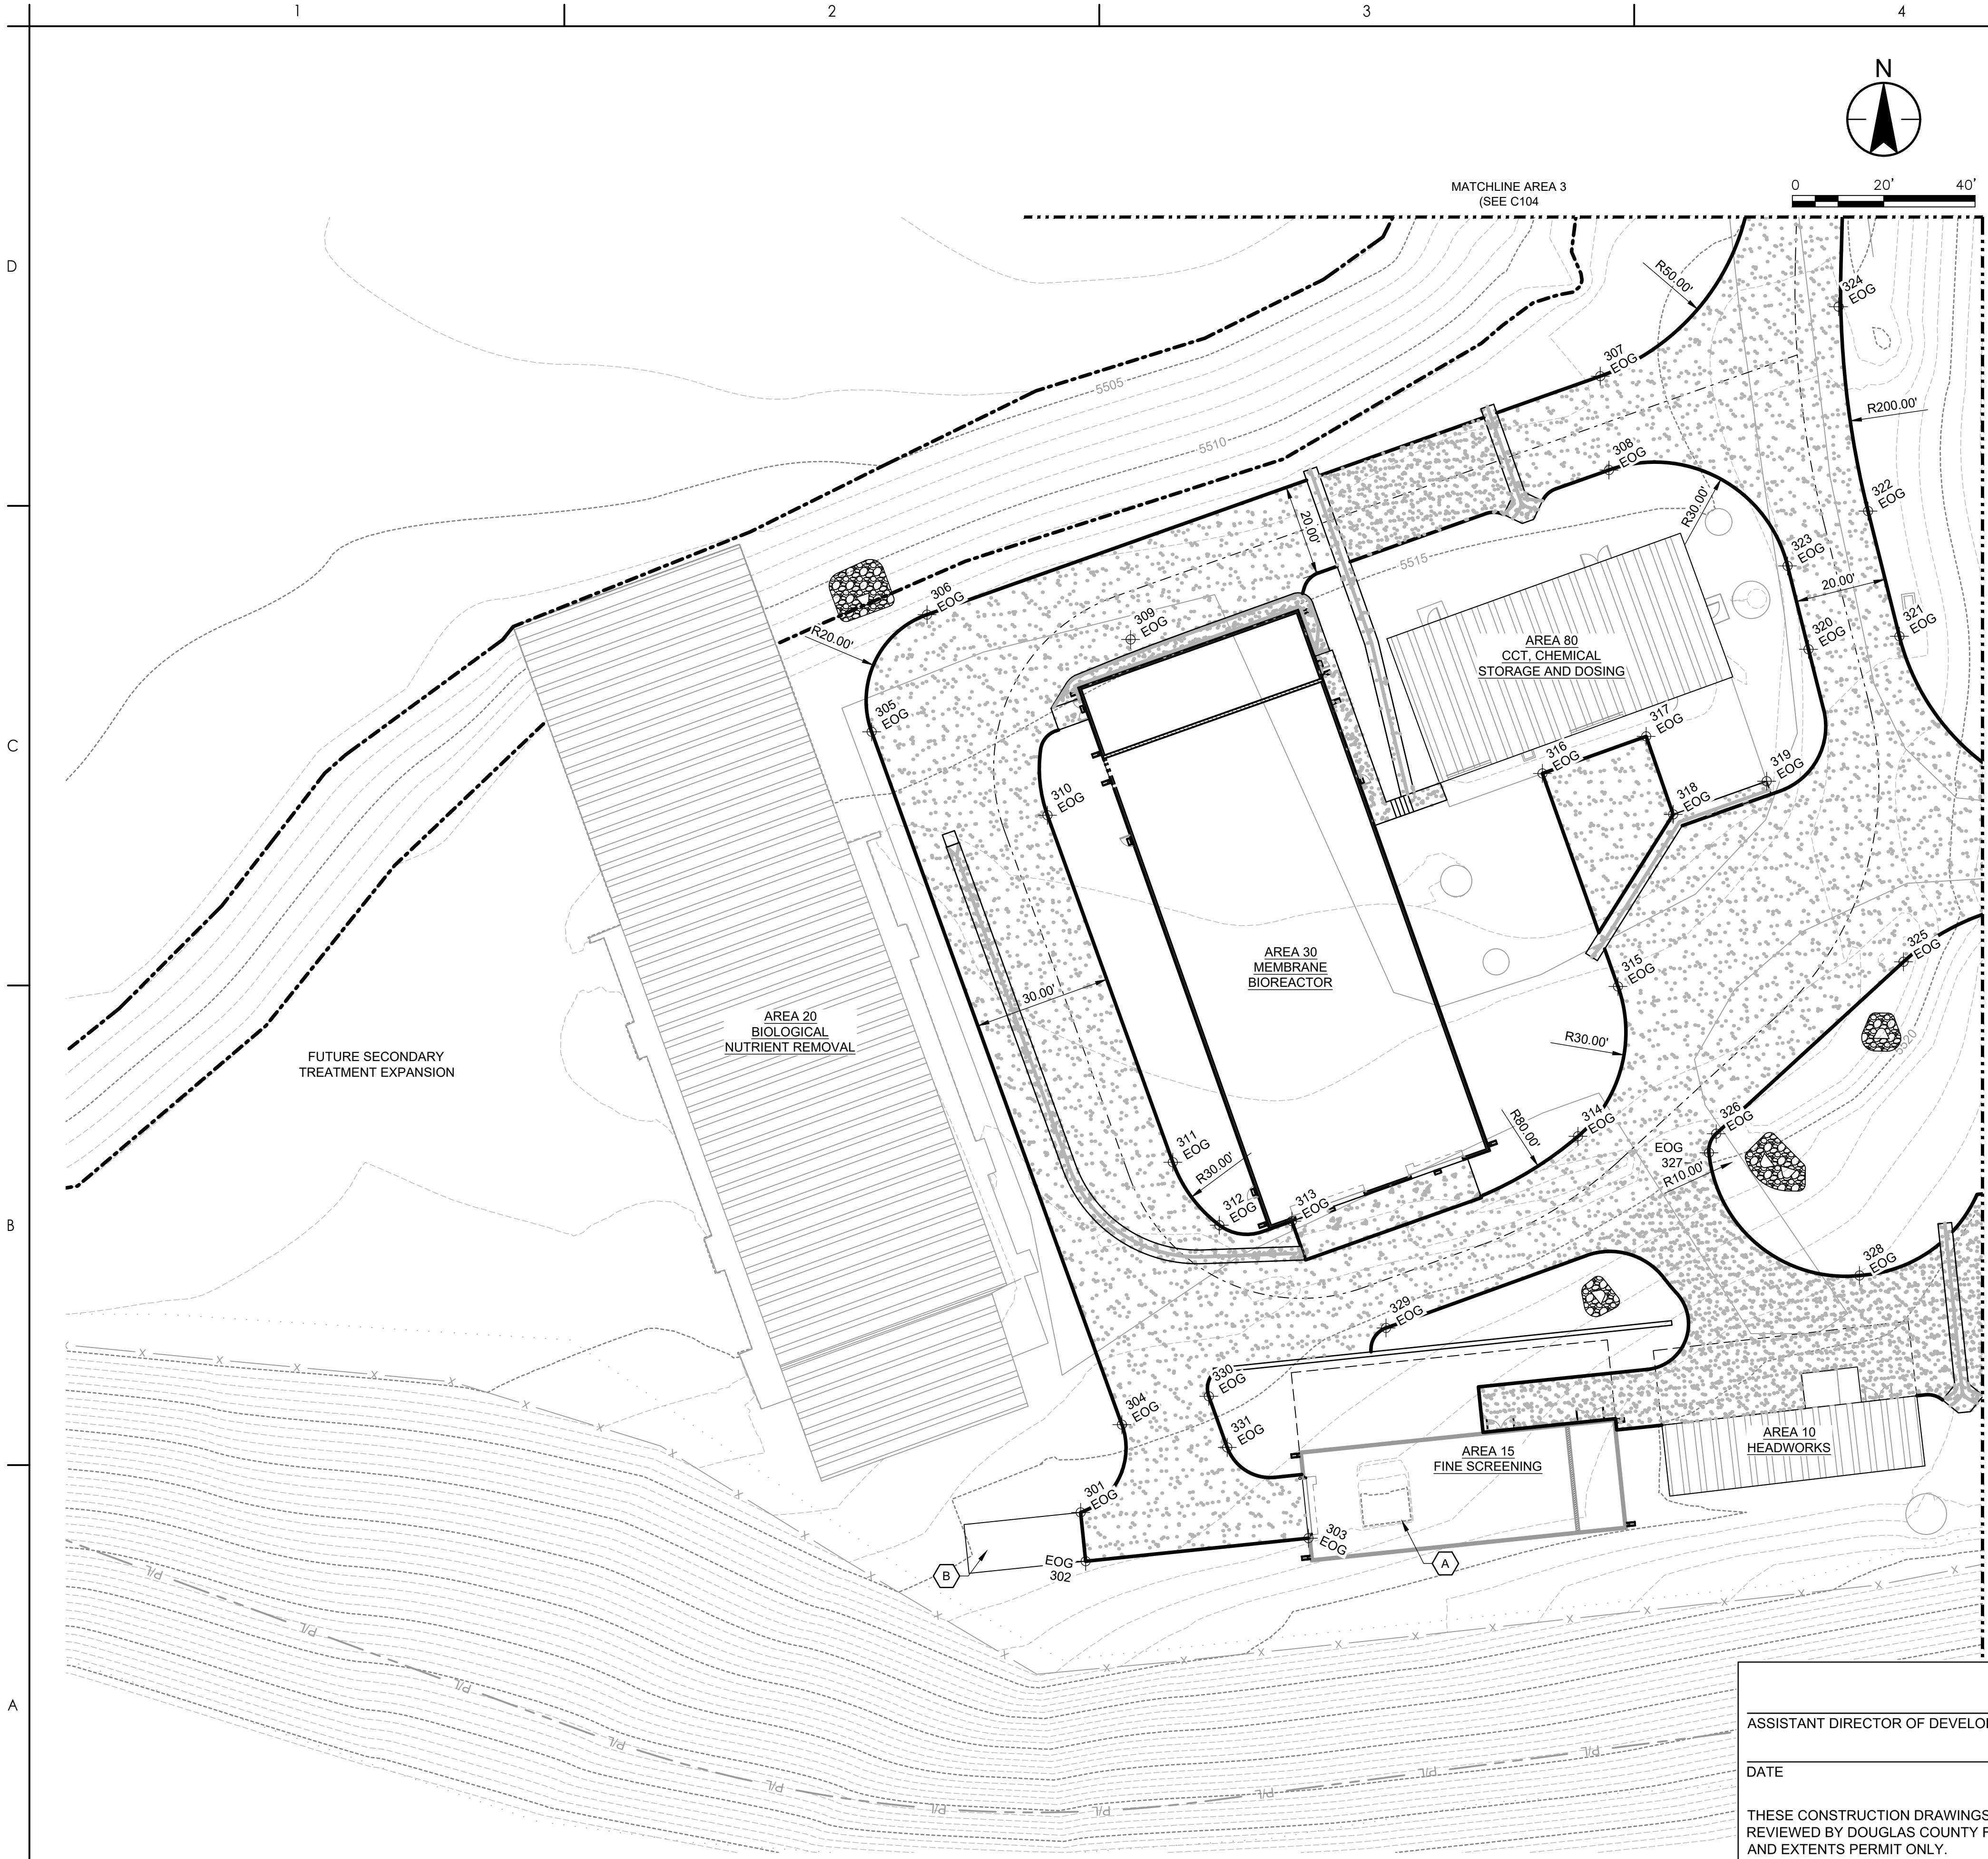 1
2
3
4
N
0 20' 40'
MATCHLINE AREA 3
(SEE C104
D
R50.00'
324
EOG
307
EOG
5505
R200.00'
5510
308
EOG
322
EOG
R30.00'
20.00'
323
EOG
5515
20.00'
306
EOG
309
EOG
R20.00'
321
EOG
320
EOG
AREA 80
CCT, CHEMICAL
STORAGE AND DOSING
305
EOG
317
EOG
C
316
EOG
319
EOG
310
EOG
318
EOG
325
EOG
AREA 30
MEMBRANE
BIOREACTOR
315
EOG
30.00'
AREA 20
BIOLOGICAL
NUTRIENT REMOVAL
R30.00'
5520
FUTURE SECONDARY
TREATMENT EXPANSION
314
EOG
R80.00'
326
EOG
311
EOG
EOG
327
R30.00'
R10.00'
312
EOG
313
EOG
B
328
EOG
329
EOG
330
EOG
304
EOG
331
EOG
AREA 15
FINE SCREENING
AREA 10
HEADWORKS
301
EOG
303
EOG
EOG
302
A
B
P/L
P/L
P/L
P/L
P/L
P/L
P/L
P/L
P/L
P/L
A
ASSISTANT DIRECTOR OF DEVELO
DATE
THESE CONSTRUCTION DRAWINGS
REVIEWED BY DOUGLAS COUNTY F
AND EXTENTS PERMIT ONLY.